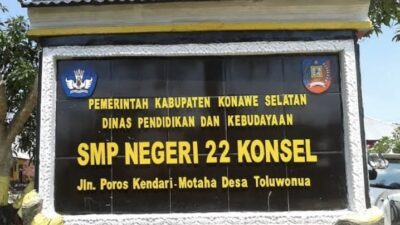 PEMERINTAH KABUPATEN KONAWE SELATAN
DINAS PENDIDIKAN DAN KEBUDAYAAN
SMP NEGERI 22 KONSEL
Jln. Poros Kendari-Motaha Desa Toluwonua